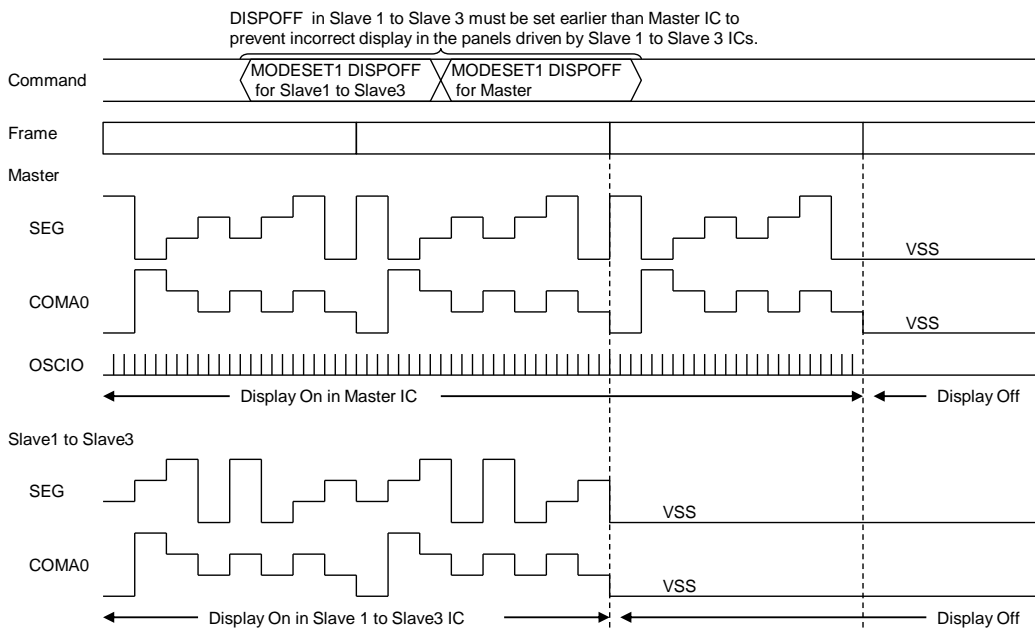 DISPOFF in Slave 1 to Slave 3 must be set earlier than Master IC to
prevent incorrect display in the panels driven by Slave 1 to Slave 3 ICs.
Command
MODESET1 DISPOFF
for Slave1 to Slave3
MODESET1 DISPOFF
for Master
Frame
Master
SEG
VSS
COMA0
VSS
OSCIO
Display On in Master IC
Display Off
Slave1 to Slave3
SEG
VSS
COMA0
VSS
Display On in Slave 1 to Slave3 IC
Display Off